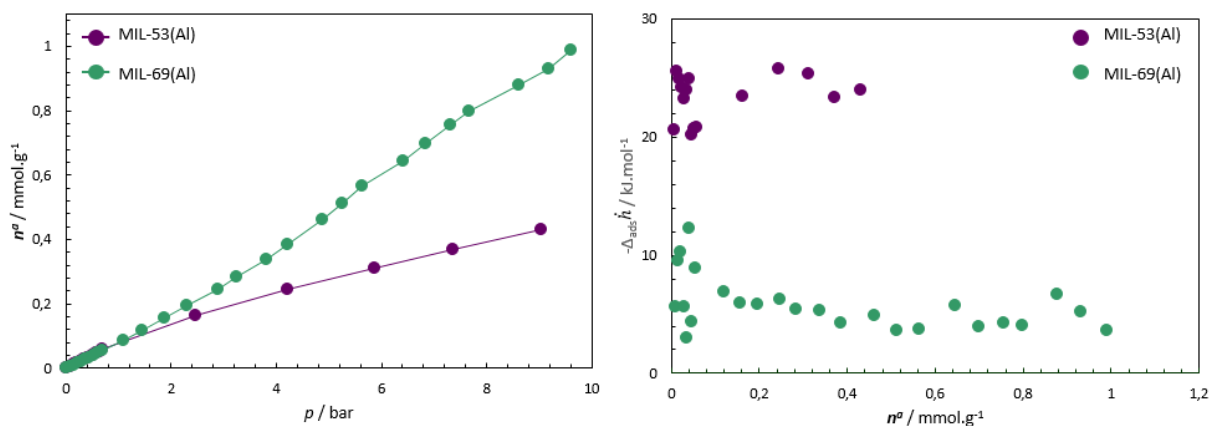 MIL-53(Al)
MIL-69(Al)
1
0,8
0,6
0,4
0,2
0
nᵃ / mmol.g⁻¹
0 2 4 6 8 10
p / bar
MIL-53(Al)
MIL-69(Al)
-30
20
10
0
-Δadsḣ / kJ.mol⁻¹
0 0,2 0,4 0,6 0,8 1 1,2
nᵃ / mmol.g⁻¹